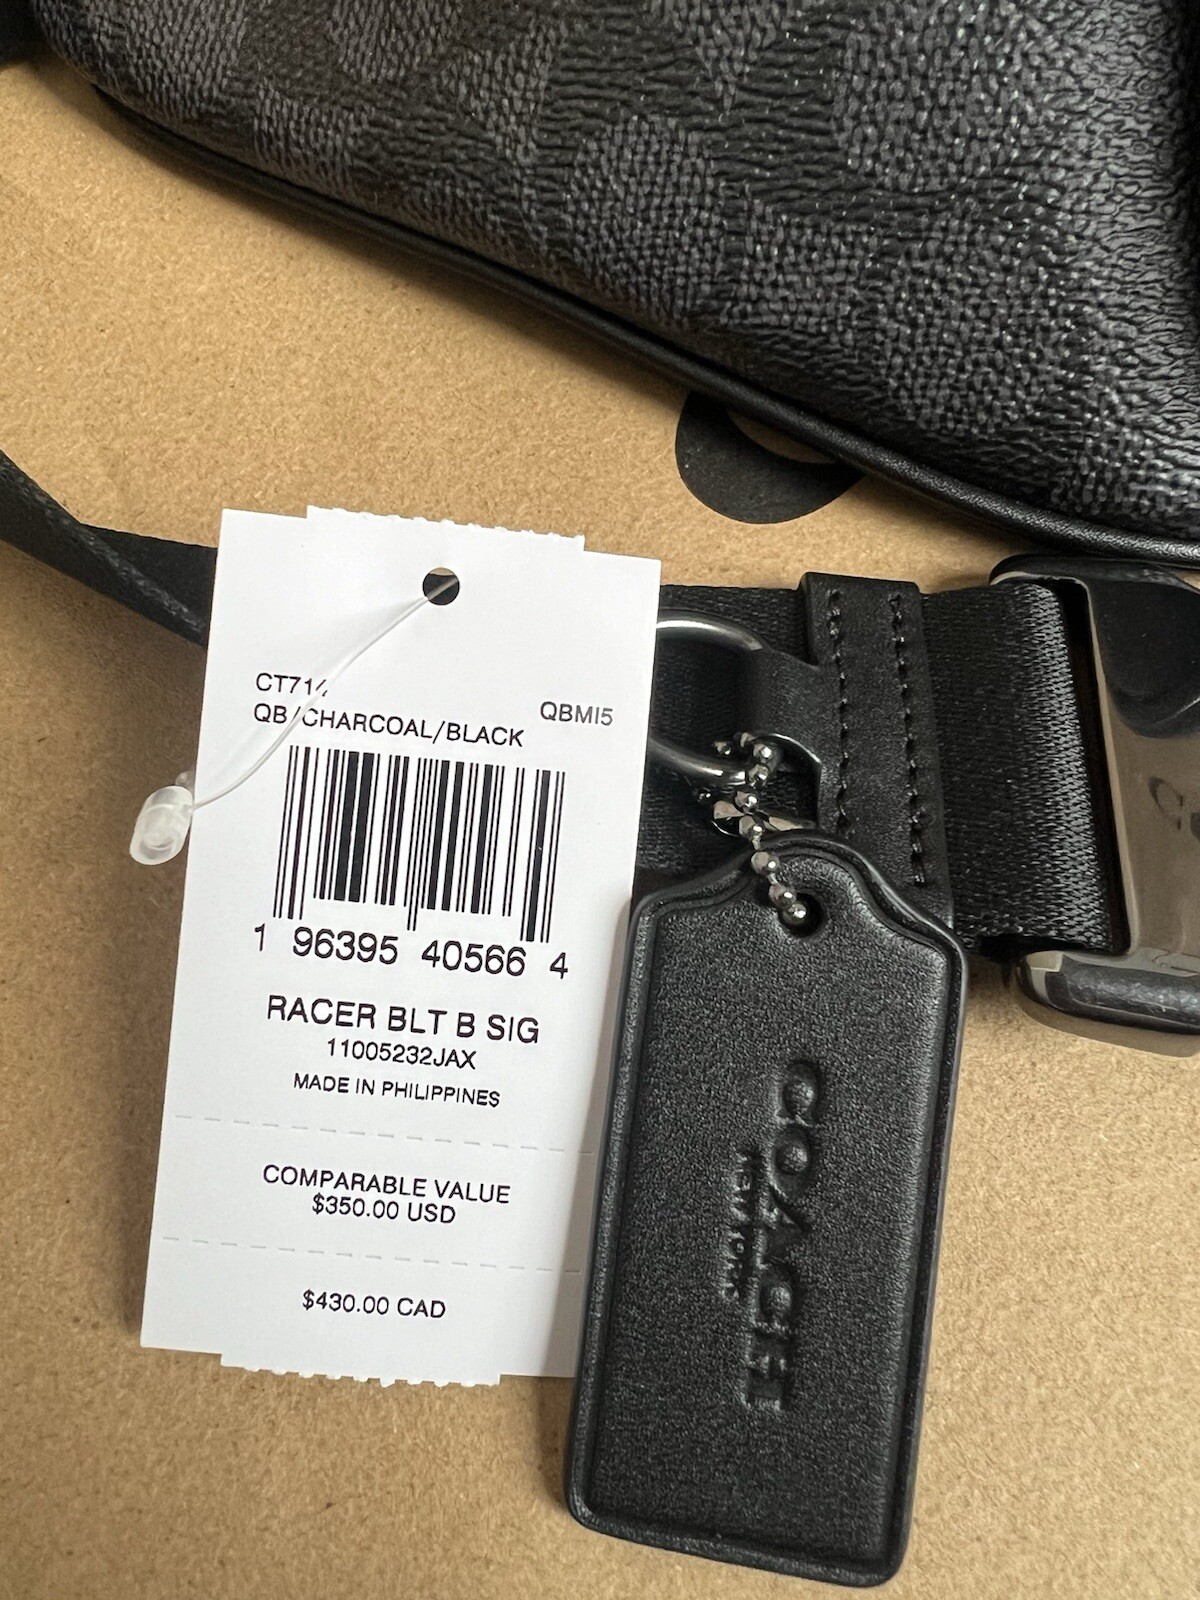 CT714
QBMI5
QB/CHARCOAL/BLACK
1 96395 40566 4
RACER BLT B SIG
11005232JAX
MADE IN PHILIPPINES
COMPARABLE VALUE
$350.00 USD
$430.00 CAD
COACH
NEW YORK